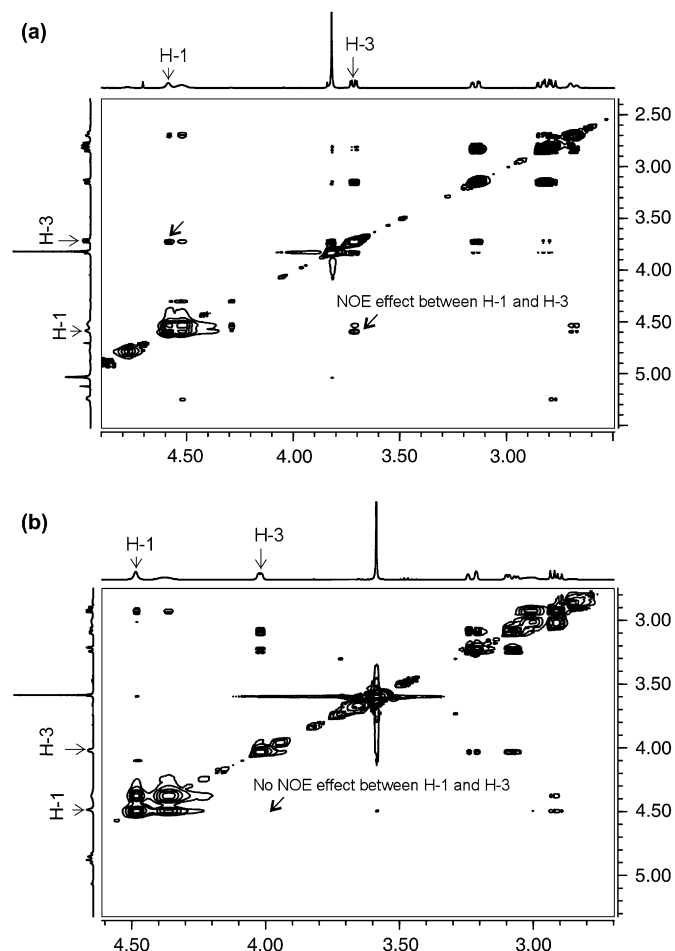 (a)
H-1
H-3
2.50
3.00
H-3
3.50
4.00
NOE effect between H-1 and H-3
H-1
4.50
5.00
4.50 4.00 3.50 3.00
(b)
H-1
H-3
3.00
3.50
H-3
4.00
No NOE effect between H-1 and H-3
H-1
4.50
5.00
4.50 4.00 3.50 3.00